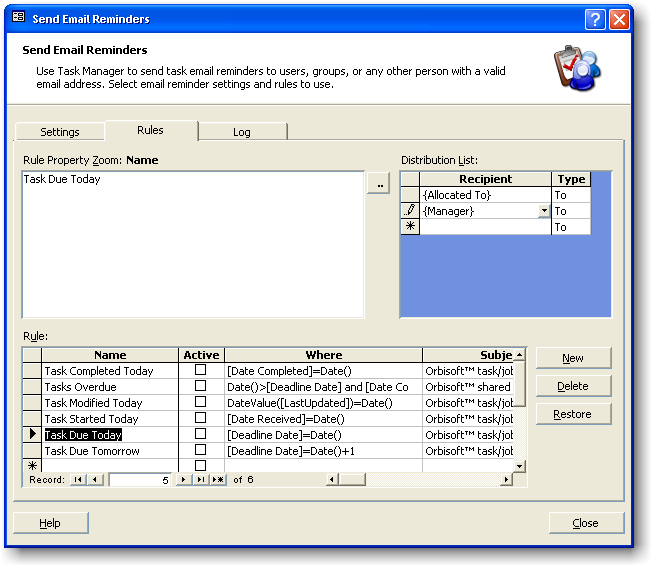 Send Email Reminders
Send Email Reminders
Use Task Manager to send task email reminders to users, groups, or any other person with a valid
email address. Select email reminder settings and rules to use.
Settings
Rules
Log
Rule Property Zoom: Name
Task Due Today
..
Distribution List:
Recipient Type
{Allocated To} To
{Manager} To
To
Rule:
Name Active Where Subje
Task Completed Today [Date Completed]=Date() Orbisoft™ task/job
Tasks Overdue Date()>[Deadline Date] and [Date Co Orbisoft™ shared
Task Modified Today DateValue([LastUpdated])=Date() Orbisoft™ task/job
Task Started Today [Date Received]=Date() Orbisoft™ task/job
Task Due Today [Deadline Date]=Date() Orbisoft™ task/job
Task Due Tomorrow [Deadline Date]=Date()+1 Orbisoft™ task/job
Record: 5 of 6
New
Delete
Restore
Help
Close